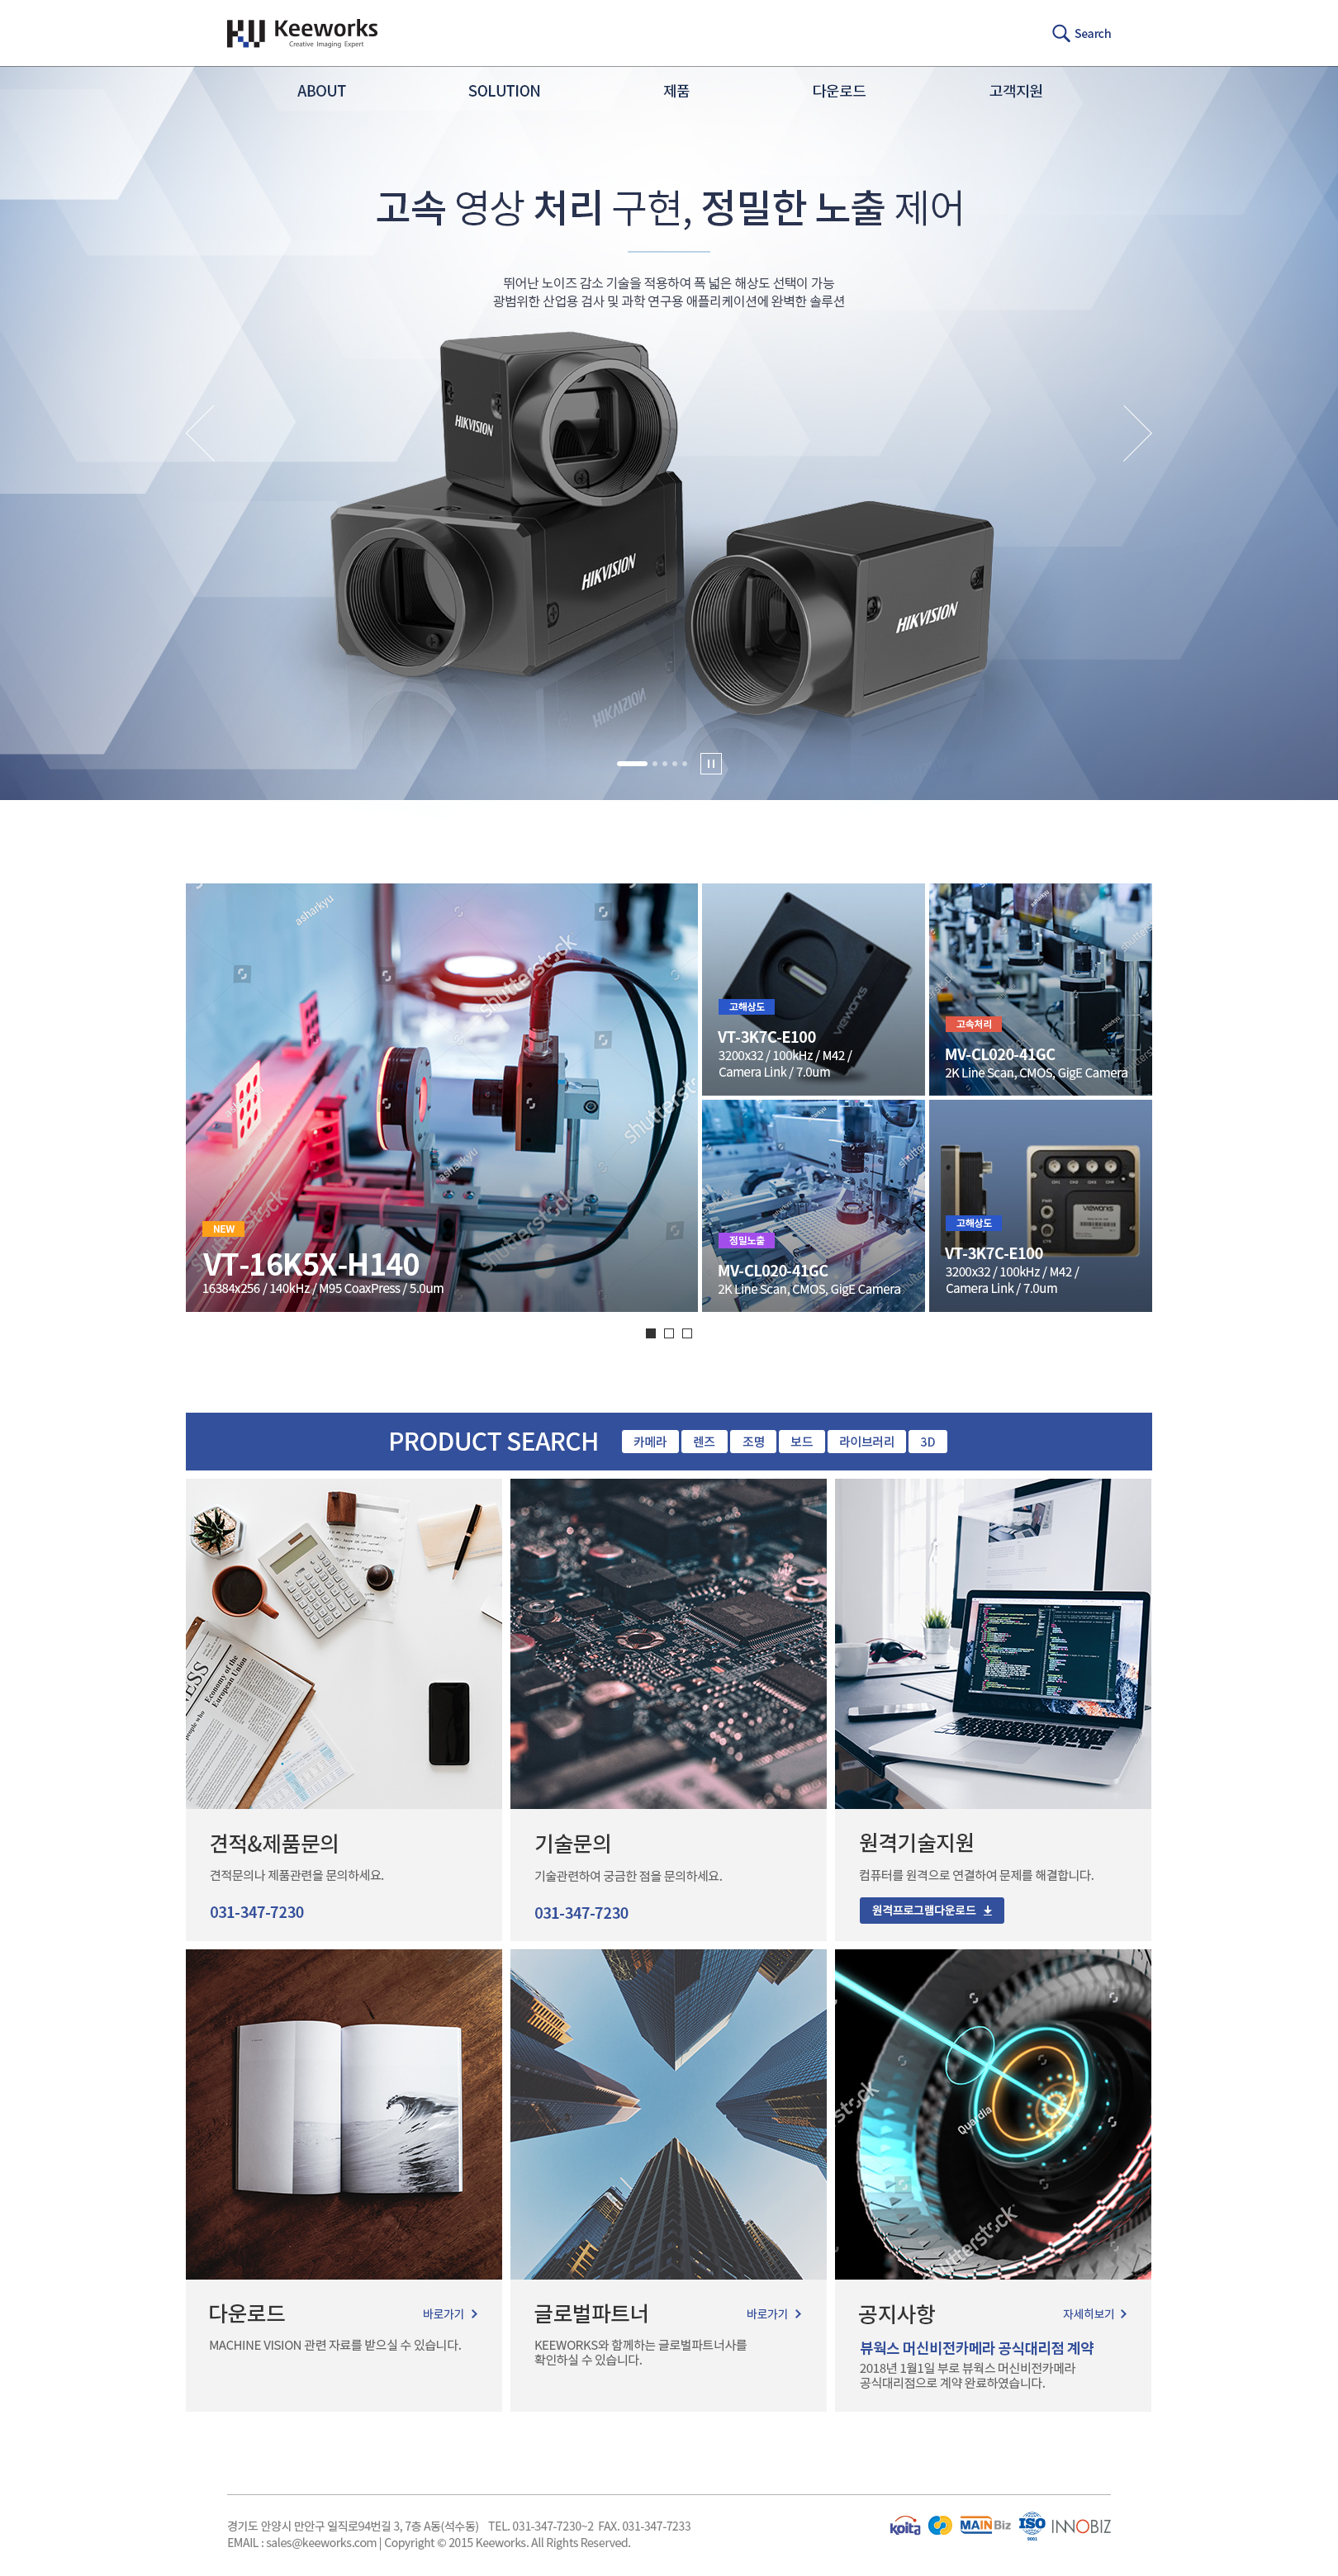 Keeworks
Creative Imaging Expert
Search
ABOUT SOLUTION 제품 다운로드 고객지원
고속 영상 처리 구현, 정밀한 노출 제어
뛰어난 노이즈 감소 기술을 적용하여 폭 넓은 해상도 선택이 가능
광범위한 산업용 검사 및 과학 연구용 애플리케이션에 완벽한 솔루션
HIKVISION
HIKVISION
HIKVISION
NEW
VT-16K5X-H140
16384x256 / 140kHz / M95 CoaxPress / 5.0um
VIEWORKS
고해상도
VT-3K7C-E100
3200x32 / 100kHz / M42 /
Camera Link / 7.0um
고속처리
MV-CL020-41GC
2K Line Scan, CMOS, GigE Camera
정밀노출
MV-CL020-41GC
2K Line Scan, CMOS, GigE Camera
VIEWORKS
고해상도
VT-3K7C-E100
3200x32 / 100kHz / M42 /
Camera Link / 7.0um
asharkyu
shutterstock
PRODUCT SEARCH 카메라 렌즈 조명 보드 라이브러리 3D
Economy of the
European Union
견적&제품문의
견적문의나 제품관련을 문의하세요.
031-347-7230
기술문의
기술관련하여 궁금한 점을 문의하세요.
031-347-7230
원격기술지원
컴퓨터를 원격으로 연결하여 문제를 해결합니다.
원격프로그램다운로드
Quardia
shutterstock
다운로드 바로가기
MACHINE VISION 관련 자료를 받으실 수 있습니다.
글로벌파트너 바로가기
KEEWORKS와 함께하는 글로벌파트너사를
확인하실 수 있습니다.
공지사항 자세히보기
뷰웍스 머신비전카메라 공식대리점 계약
2018년 1월1일 부로 뷰웍스 머신비전카메라
공식대리점으로 계약 완료하였습니다.
경기도 안양시 만안구 일직로94번길 3, 7층 A동(석수동) TEL. 031-347-7230~2 FAX. 031-347-7233
EMAIL : sales@keeworks.com | Copyright © 2015 Keeworks. All Rights Reserved.
koita MAINBiz ISO 9001 INNOBIZ